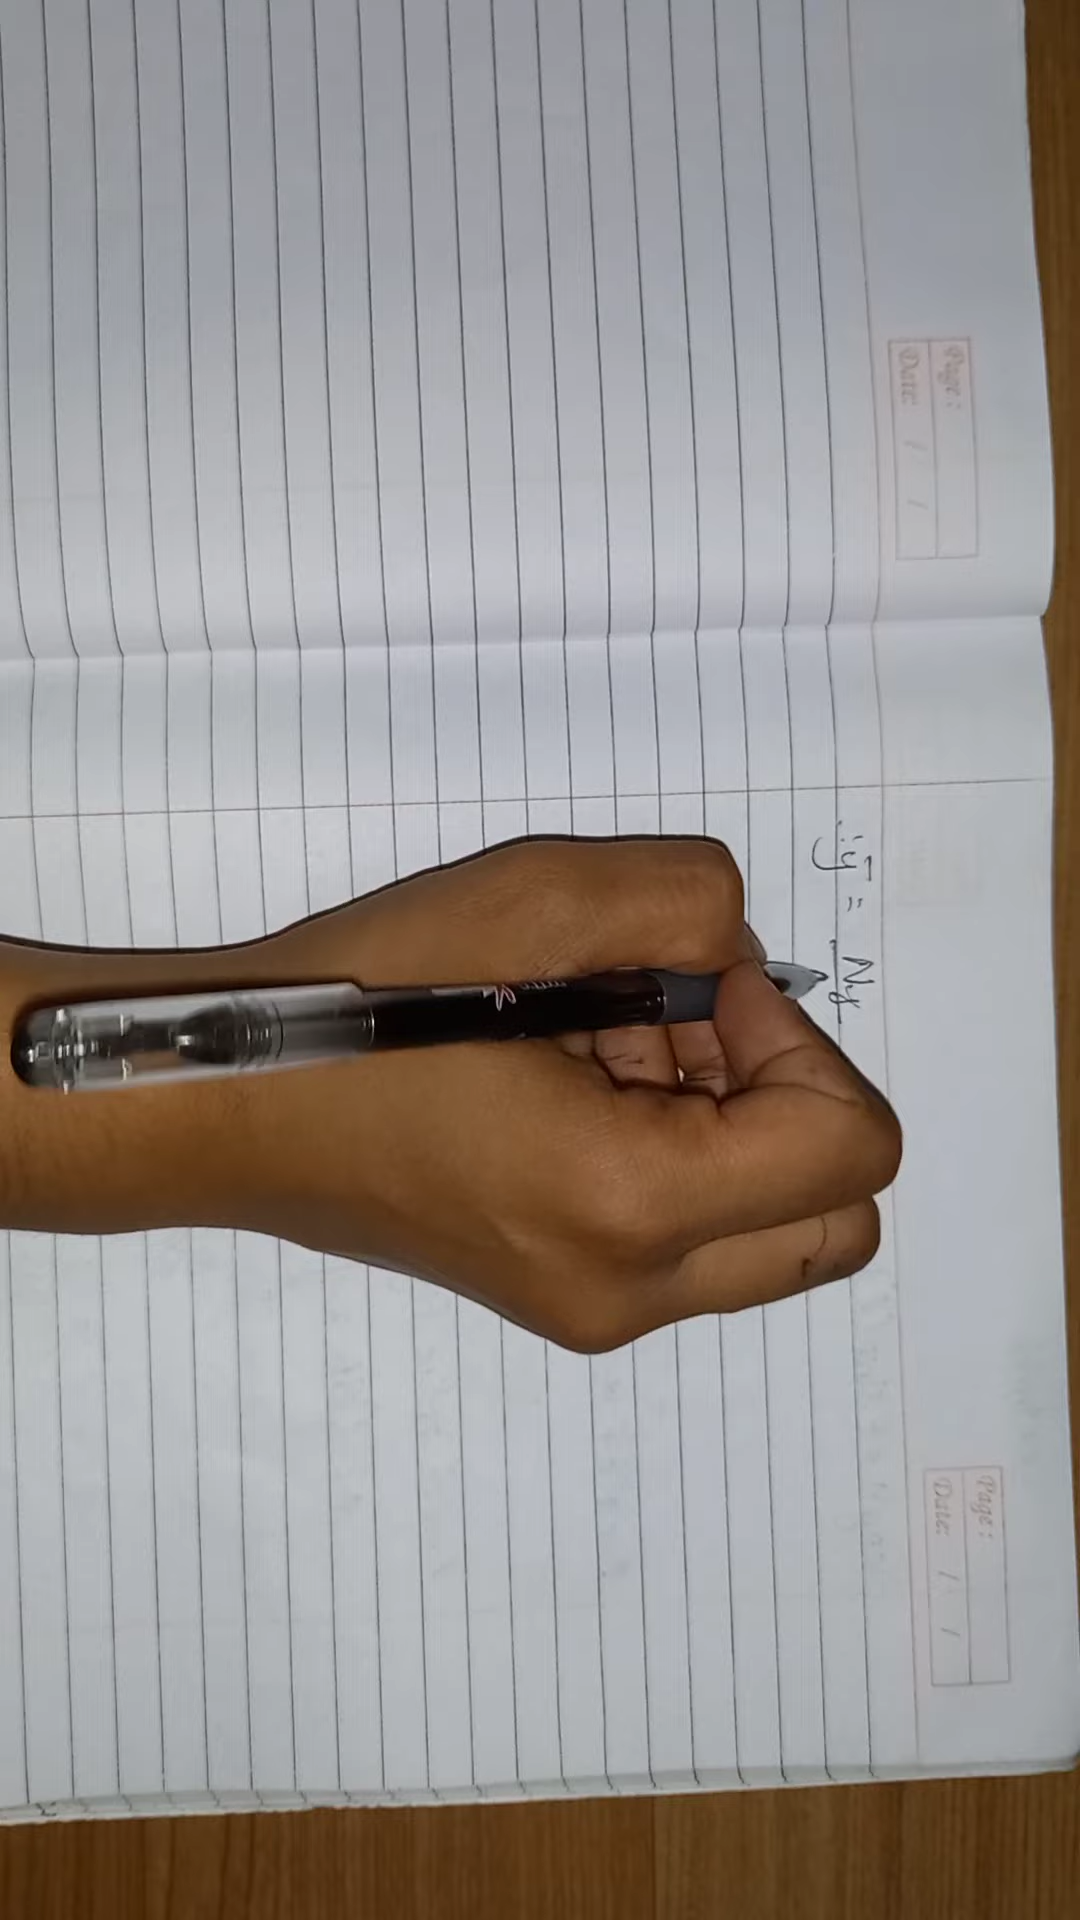 Page :
Date: / /
Page :
Date: / /
∴ ȳ = Ny